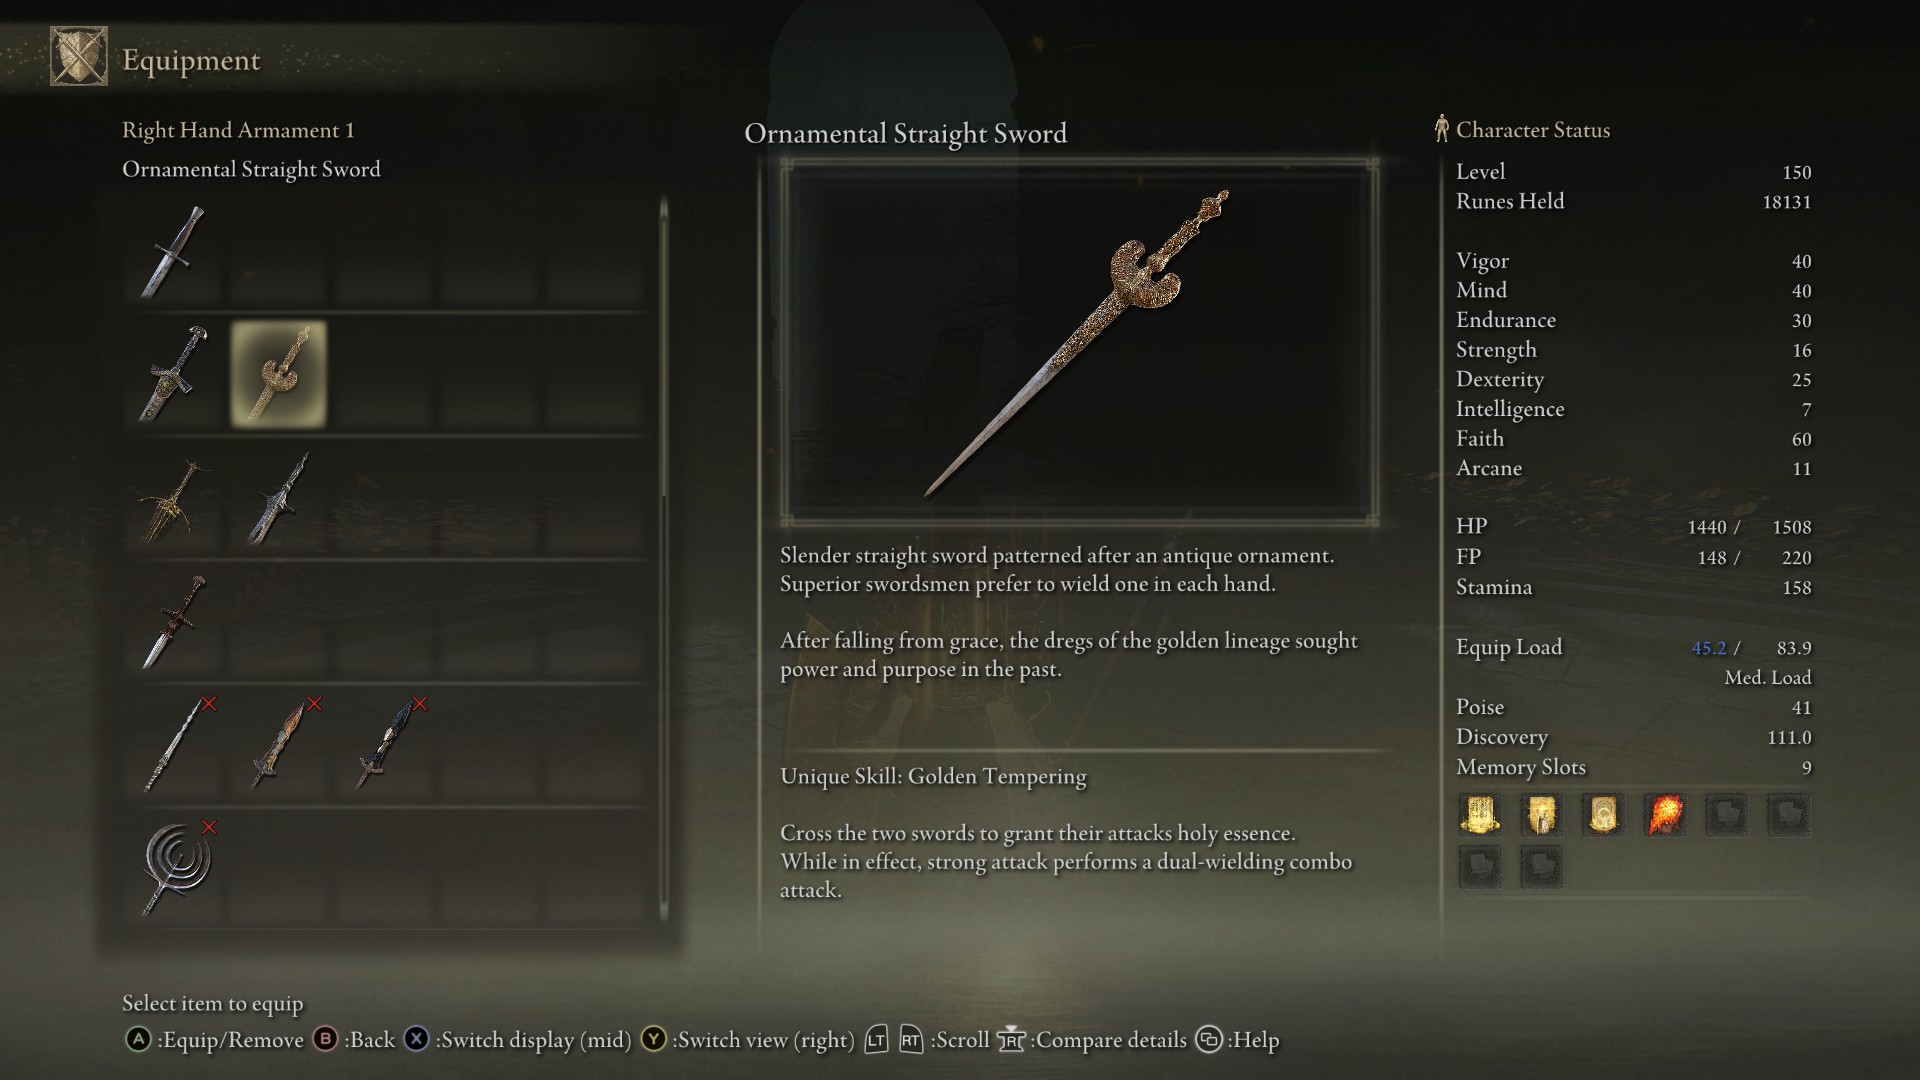 Equipment
Right Hand Armament 1
Ornamental Straight Sword
Ornamental Straight Sword
Slender straight sword patterned after an antique ornament.
Superior swordsmen prefer to wield one in each hand.
After falling from grace, the dregs of the golden lineage sought
power and purpose in the past.
Unique Skill: Golden Tempering
Cross the two swords to grant their attacks holy essence.
While in effect, strong attack performs a dual-wielding combo
attack.
Character Status
Level 150
Runes Held 18131
Vigor 40
Mind 40
Endurance 30
Strength 16
Dexterity 25
Intelligence 7
Faith 60
Arcane 11
HP 1440 / 1508
FP 148 / 220
Stamina 158
Equip Load 45.2 / 83.9
Med. Load
Poise 41
Discovery 111.0
Memory Slots 9
Select item to equip
A :Equip/Remove B :Back X :Switch display (mid) Y :Switch view (right) LT RT :Scroll R :Compare details :Help